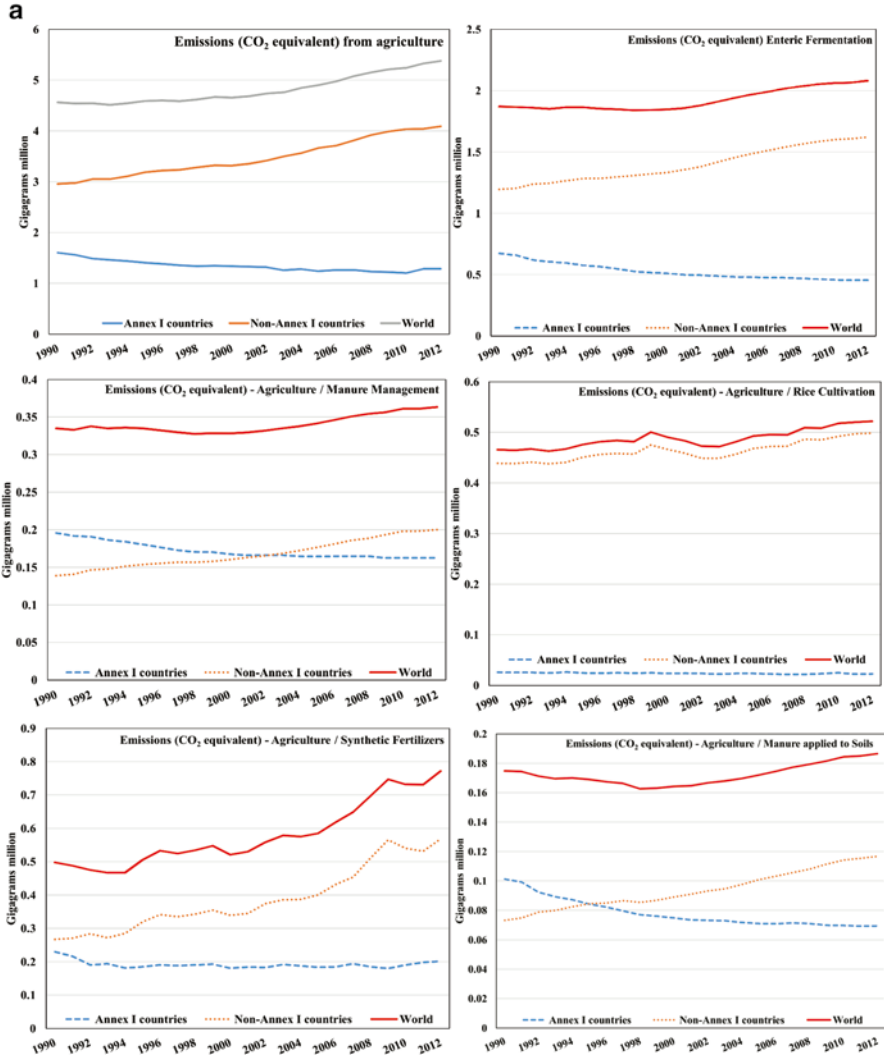 a
Emissions (CO₂ equivalent) from agriculture
Gigagrams million
6
5
4
3
2
1
0
Annex I countries Non-Annex I countries World
1990 1992 1994 1996 1998 2000 2002 2004 2006 2008 2010 2012
Emissions (CO₂ equivalent) Enteric Fermentation
Gigagrams million
2.5
2
1.5
1
0.5
0
Annex I countries Non-Annex I countries World
1990 1992 1994 1996 1998 2000 2002 2004 2006 2008 2010 2012
Emissions (CO₂ equivalent) - Agriculture / Manure Management
Gigagrams million
0.4
0.35
0.3
0.25
0.2
0.15
0.1
0.05
0
Annex I countries Non-Annex I countries World
1990 1992 1994 1996 1998 2000 2002 2004 2006 2008 2010 2012
Emissions (CO₂ equivalent) - Agriculture / Rice Cultivation
Gigagrams million
0.6
0.5
0.4
0.3
0.2
0.1
0
Annex I countries Non-Annex I countries World
1990 1992 1994 1996 1998 2000 2002 2004 2006 2008 2010 2012
Emissions (CO₂ equivalent) - Agriculture / Synthetic Fertilizers
Gigagrams million
0.9
0.8
0.7
0.6
0.5
0.4
0.3
0.2
0.1
0
Annex I countries Non-Annex I countries World
1990 1992 1994 1996 1998 2000 2002 2004 2006 2008 2010 2012
Emissions (CO₂ equivalent) - Agriculture / Manure applied to Soils
Gigagrams million
0.2
0.18
0.16
0.14
0.12
0.1
0.08
0.06
0.04
0.02
0
Annex I countries Non-Annex I countries World
1990 1992 1994 1996 1998 2000 2002 2004 2006 2008 2010 2012